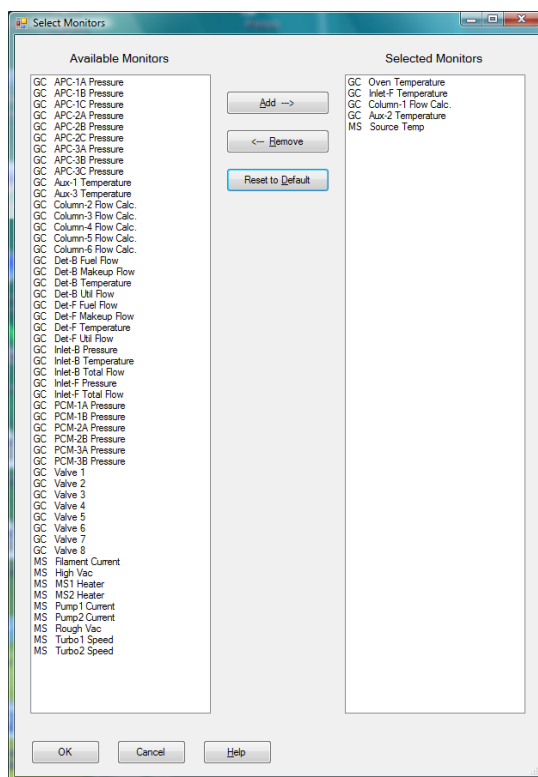 Select Monitors
Available Monitors
GC APC-1A Pressure
GC APC-1B Pressure
GC APC-1C Pressure
GC APC-2A Pressure
GC APC-2B Pressure
GC APC-2C Pressure
GC APC-3A Pressure
GC APC-3B Pressure
GC APC-3C Pressure
GC Aux-1 Temperature
GC Aux-3 Temperature
GC Column-2 Flow Calc.
GC Column-3 Flow Calc.
GC Column-4 Flow Calc.
GC Column-5 Flow Calc.
GC Column-6 Flow Calc.
GC Det-B Fuel Flow
GC Det-B Makeup Flow
GC Det-B Temperature
GC Det-B Util Flow
GC Det-F Fuel Flow
GC Det-F Makeup Flow
GC Det-F Temperature
GC Det-F Util Flow
GC Inlet-B Pressure
GC Inlet-B Temperature
GC Inlet-B Total Flow
GC Inlet-F Pressure
GC Inlet-F Total Flow
GC PCM-1A Pressure
GC PCM-1B Pressure
GC PCM-2A Pressure
GC PCM-2B Pressure
GC PCM-3A Pressure
GC PCM-3B Pressure
GC Valve 1
GC Valve 2
GC Valve 3
GC Valve 4
GC Valve 5
GC Valve 6
GC Valve 7
GC Valve 8
MS Filament Current
MS High Vac
MS MS1 Heater
MS MS2 Heater
MS Pump1 Current
MS Pump2 Current
MS Rough Vac
MS Turbo1 Speed
MS Turbo2 Speed
Add --->
<--- Remove
Reset to Default
Selected Monitors
GC Oven Temperature
GC Inlet-F Temperature
GC Column-1 Flow Calc.
GC Aux-2 Temperature
MS Source Temp
OK
Cancel
Help